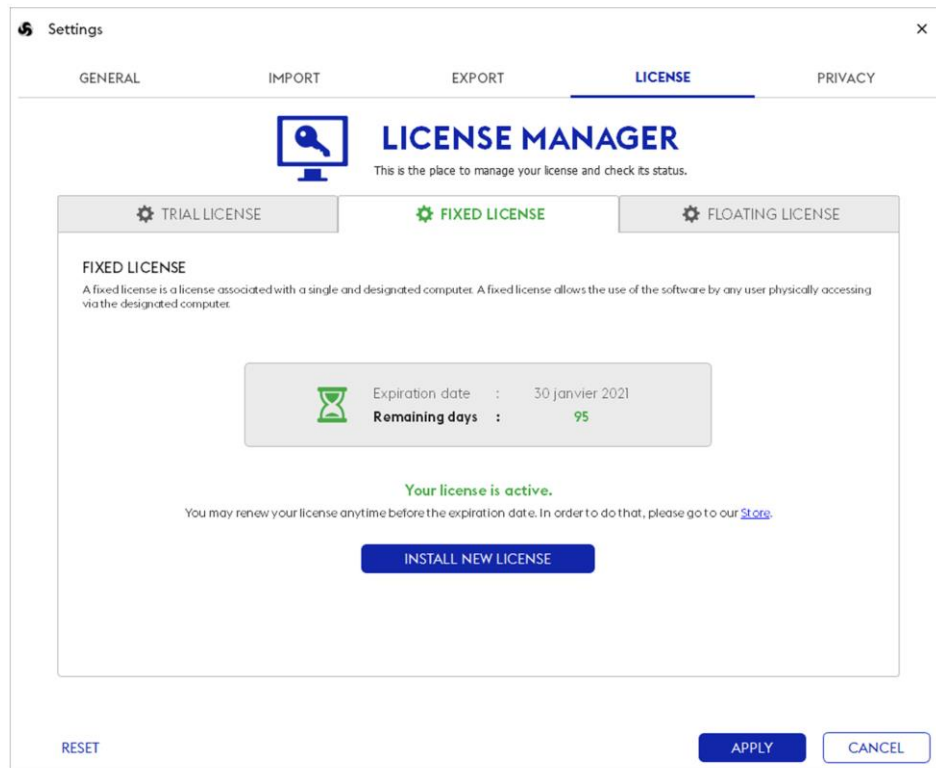 Settings
GENERAL IMPORT EXPORT LICENSE PRIVACY
LICENSE MANAGER
This is the place to manage your license and check its status.
TRIAL LICENSE FIXED LICENSE FLOATING LICENSE
FIXED LICENSE
A fixed license is a license associated with a single and designated computer. A fixed license allows the use of the software by any user physically accessing
via the designated computer.
Expiration date : 30 janvier 2021
Remaining days : 95
Your license is active.
You may renew your license anytime before the expiration date. In order to do that, please go to our Store.
INSTALL NEW LICENSE
RESET APPLY CANCEL